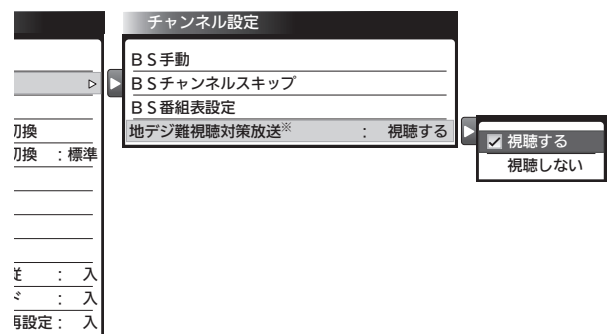 チャンネル設定
BS手動
BSチャンネルスキップ
BS番組表設定
地デジ難視聴対策放送※ : 視聴する
視聴する
視聴しない
切換
切換 : 標準
: 入
ド : 入
再設定 : 入